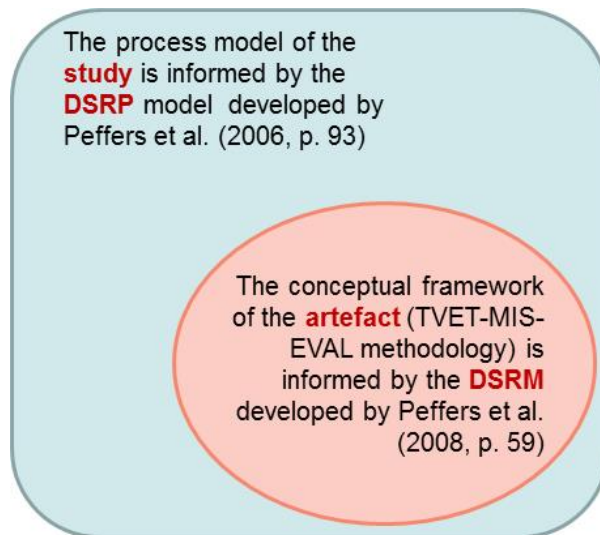 The process model of the
study is informed by the
DSRP model developed by
Peffers et al. (2006, p. 93)
The conceptual framework
of the artefact (TVET-MIS-
EVAL methodology) is
informed by the DSRM
developed by Peffers et al.
(2008, p. 59)